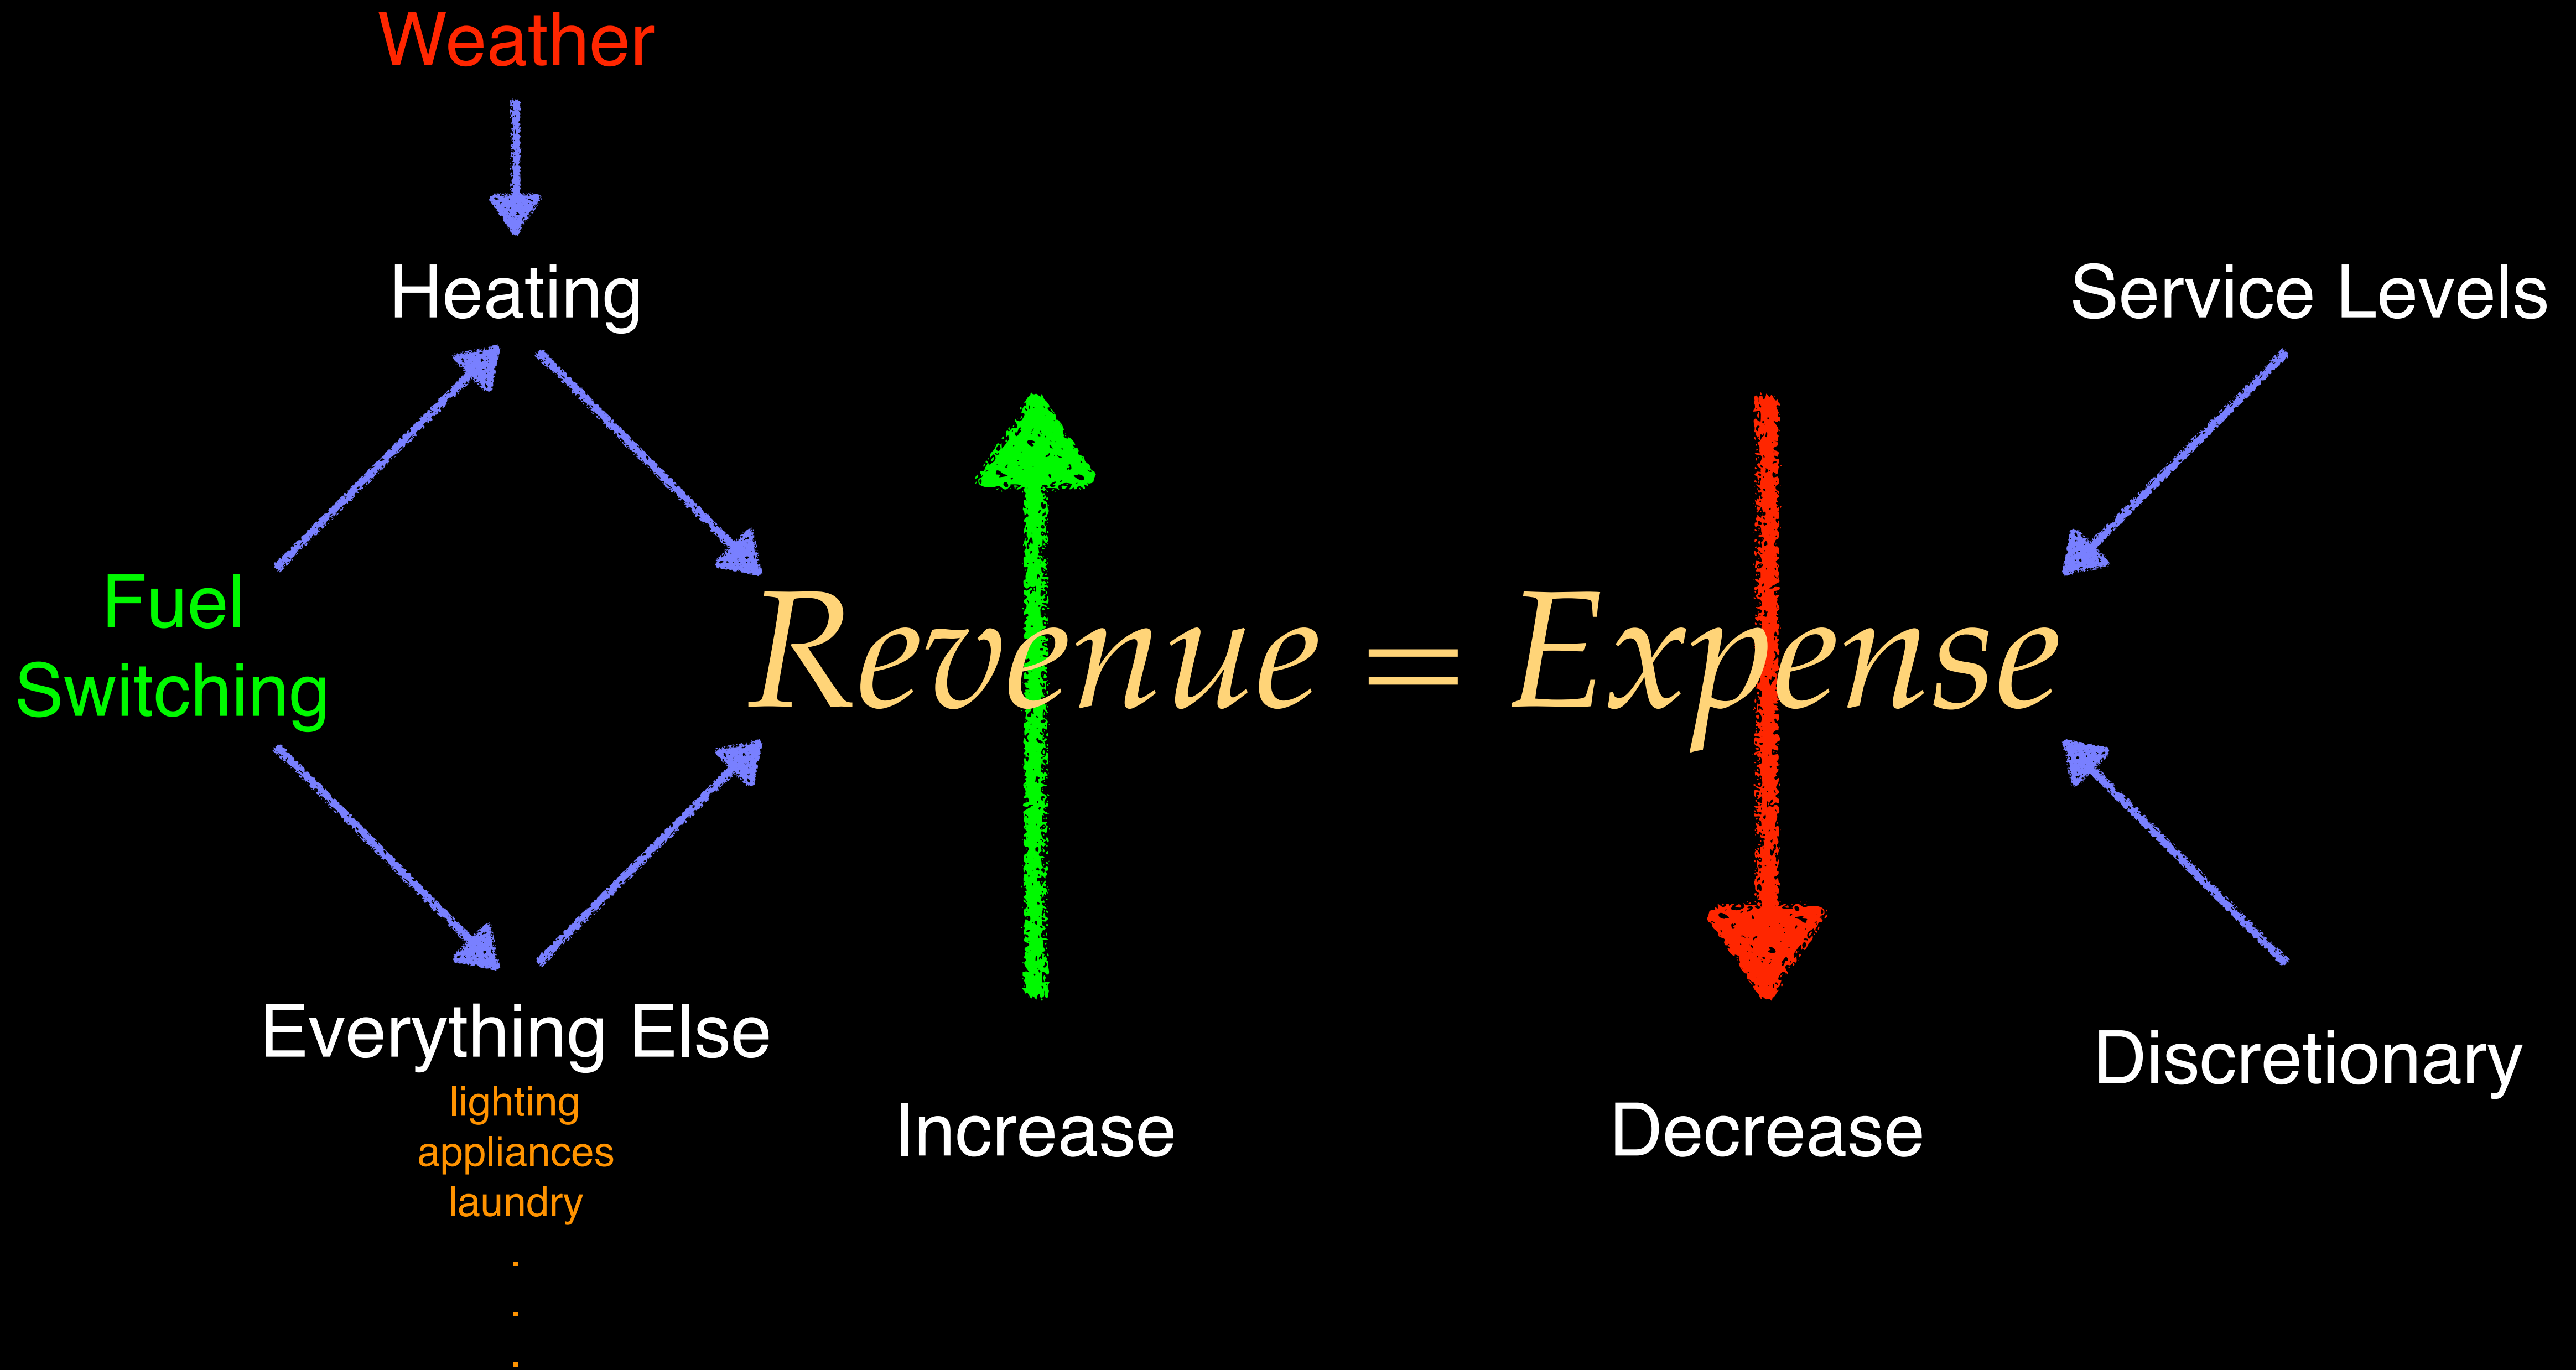 Weather
Heating
Service Levels
Fuel
Switching
Revenue = Expense
Everything Else
lighting
appliances
laundry
.
.
.
Increase
Decrease
Discretionary